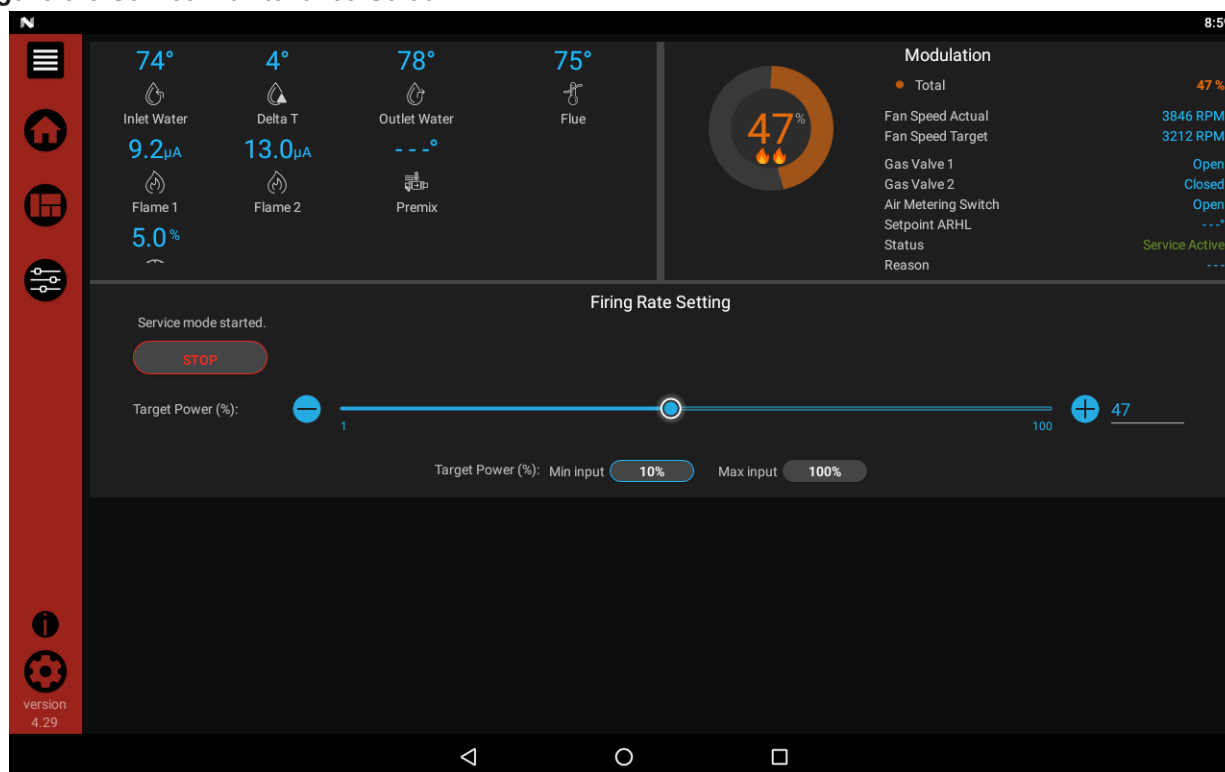 8:59
74° 4° 78° 75°
Inlet Water Delta T Outlet Water Flue
9.2µA 13.0µA - - -°
Flame 1 Flame 2 Premix
5.0 %
Modulation
47%
Total 47 %
Fan Speed Actual 3846 RPM
Fan Speed Target 3212 RPM
Gas Valve 1 Open
Gas Valve 2 Closed
Air Metering Switch Open
Setpoint ARHL - - -°
Status Service Active
Reason - - -
Firing Rate Setting
Service mode started.
STOP
Target Power (%): 47
1 100
Target Power (%): Min input 10% Max input 100%
version
4.29